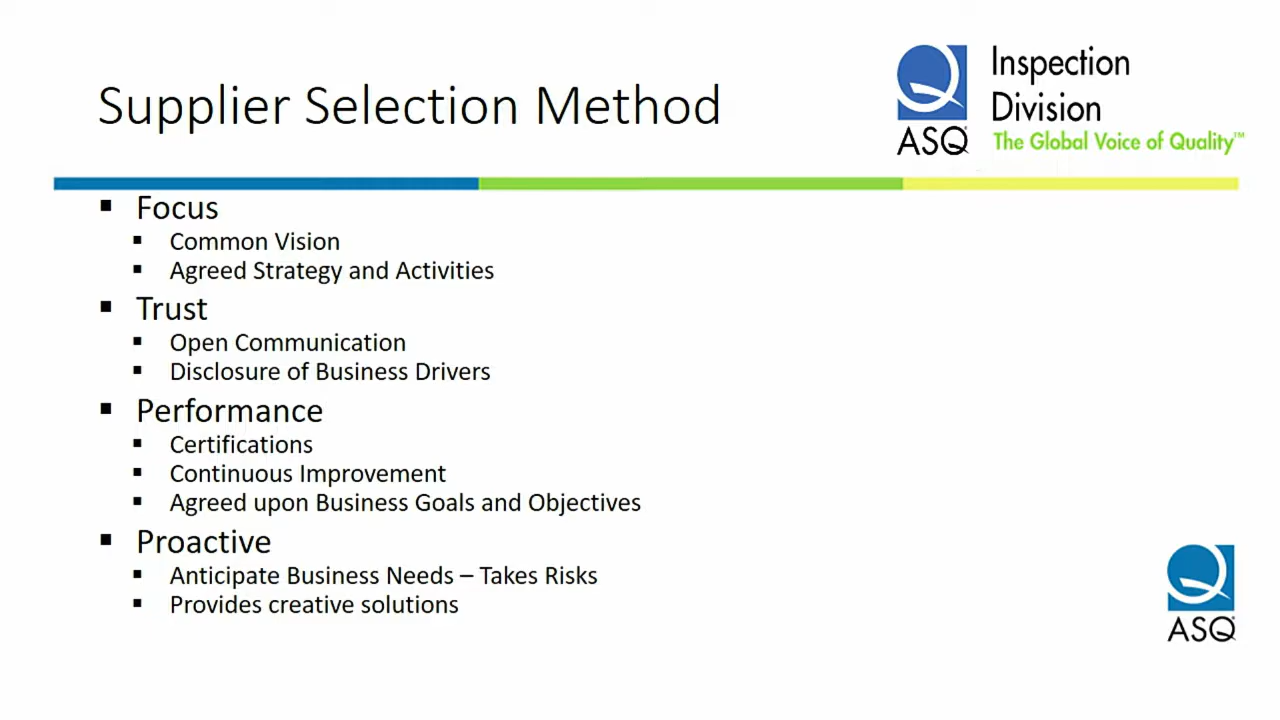 Supplier Selection Method
Inspection
Division
The Global Voice of Quality™
ASQ
▪ Focus
▪ Common Vision
▪ Agreed Strategy and Activities
▪ Trust
▪ Open Communication
▪ Disclosure of Business Drivers
▪ Performance
▪ Certifications
▪ Continuous Improvement
▪ Agreed upon Business Goals and Objectives
▪ Proactive
▪ Anticipate Business Needs – Takes Risks
▪ Provides creative solutions
ASQ